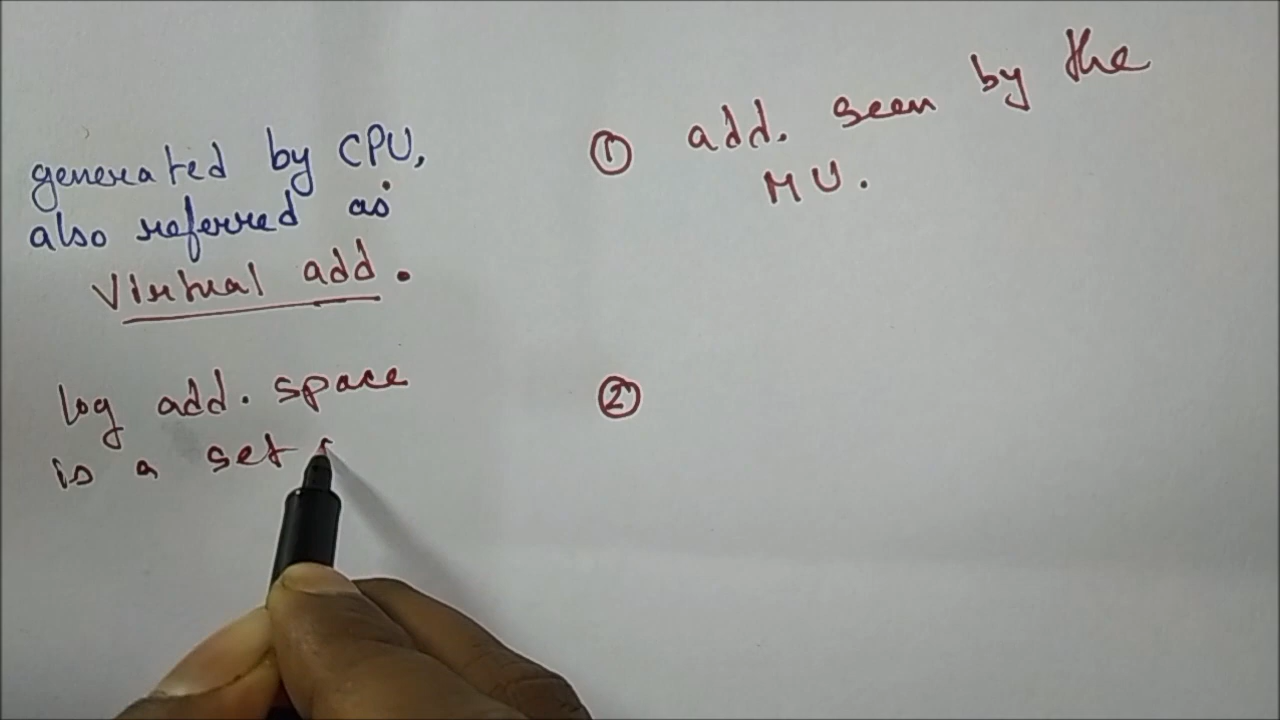 generated by CPU,
also referred as
Virtual add.
log add. space
is a set
① add. seen by the
MU.
②